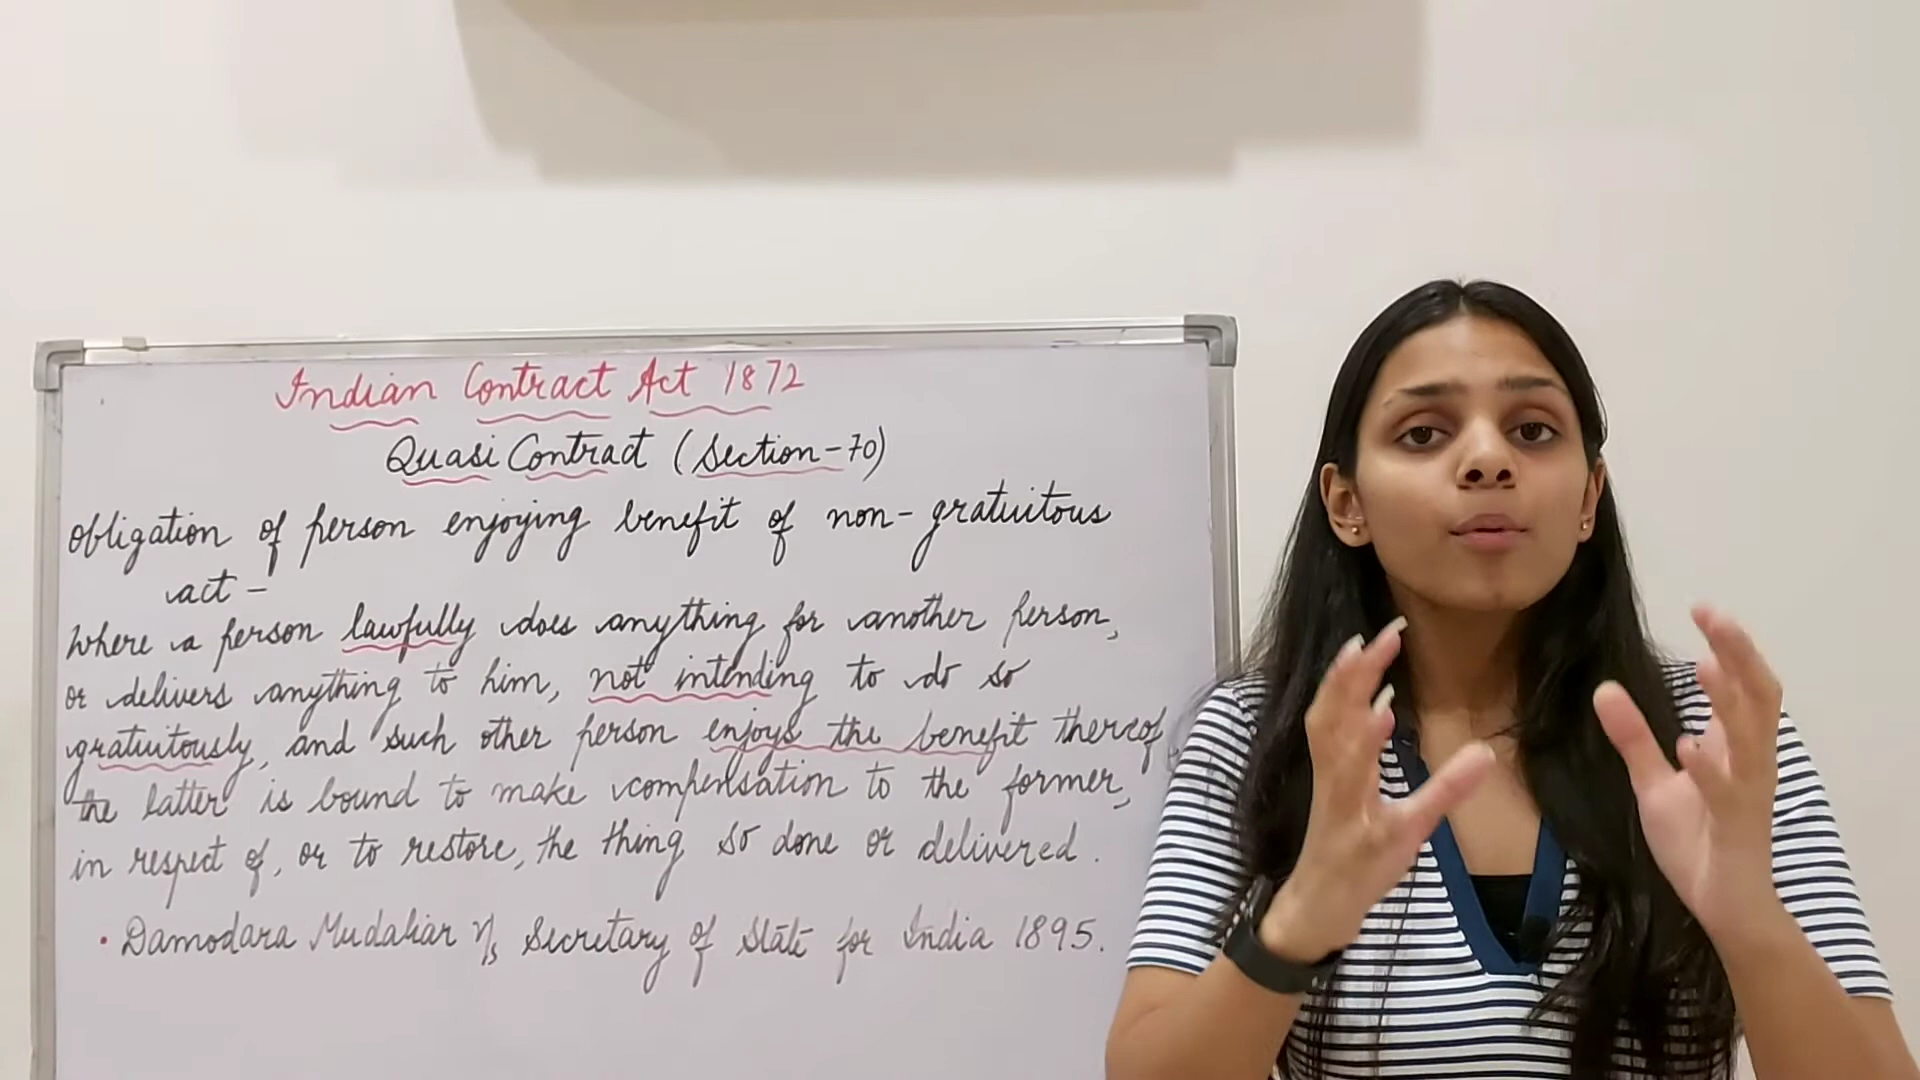 Indian Contract Act 1872
Quasi Contract (Section-70)
Obligation of person enjoying benefit of non-gratuitous
act -
Where a person lawfully does anything for another person,
or delivers anything to him, not intending to do so
gratuitously, and such other person enjoys the benefit thereof,
the latter is bound to make compensation to the former,
in respect of, or to restore, the thing so done or delivered.
• Damodara Mudaliar v/s Secretary of State for India 1895.